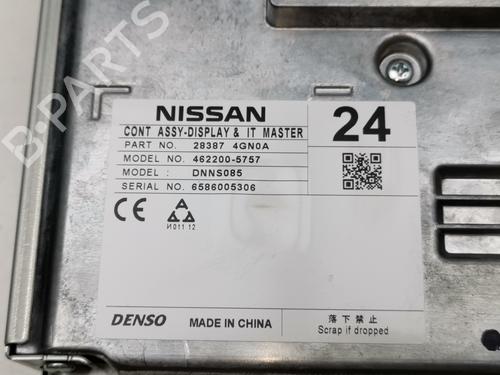 NISSAN
24
CONT ASSY-DISPLAY & IT MASTER
PART NO. 28387 4GN0A
MODEL NO. 462200-5757
MODEL : DNNS085
SERIAL NO. 6586005306
CE
И011 12
DENSO
MADE IN CHINA
落下禁止
Scrap if dropped
B-PARTS